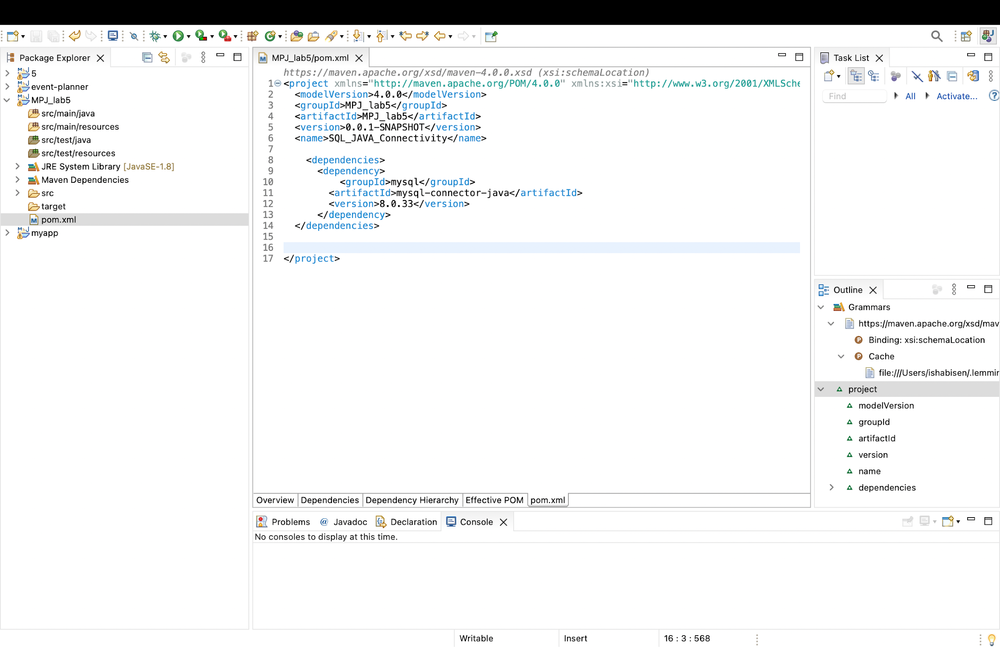 Package Explorer
5
event-planner
MPJ_lab5
src/main/java
src/main/resources
src/test/java
src/test/resources
JRE System Library [JavaSE-1.8]
Maven Dependencies
src
target
pom.xml
myapp
MPJ_lab5/pom.xml
https://maven.apache.org/xsd/maven-4.0.0.xsd (xsi:schemaLocation)
1 <project xmlns="http://maven.apache.org/POM/4.0.0" xmlns:xsi="http://www.w3.org/2001/XMLSche
2 <modelVersion>4.0.0</modelVersion>
3 <groupId>MPJ_lab5</groupId>
4 <artifactId>MPJ_lab5</artifactId>
5 <version>0.0.1-SNAPSHOT</version>
6 <name>SQL_JAVA_Connectivity</name>
7
8 <dependencies>
9 <dependency>
10 <groupId>mysql</groupId>
11 <artifactId>mysql-connector-java</artifactId>
12 <version>8.0.33</version>
13 </dependency>
14 </dependencies>
15
16
17 </project>
Overview Dependencies Dependency Hierarchy Effective POM pom.xml
Problems Javadoc Declaration Console
No consoles to display at this time.
Task List
Find All Activate...
Outline
Grammars
https://maven.apache.org/xsd/mav
Binding: xsi:schemaLocation
Cache
file:///Users/ishabisen/.lemmin
project
modelVersion
groupId
artifactId
version
name
dependencies
Writable Insert 16 : 3 : 568